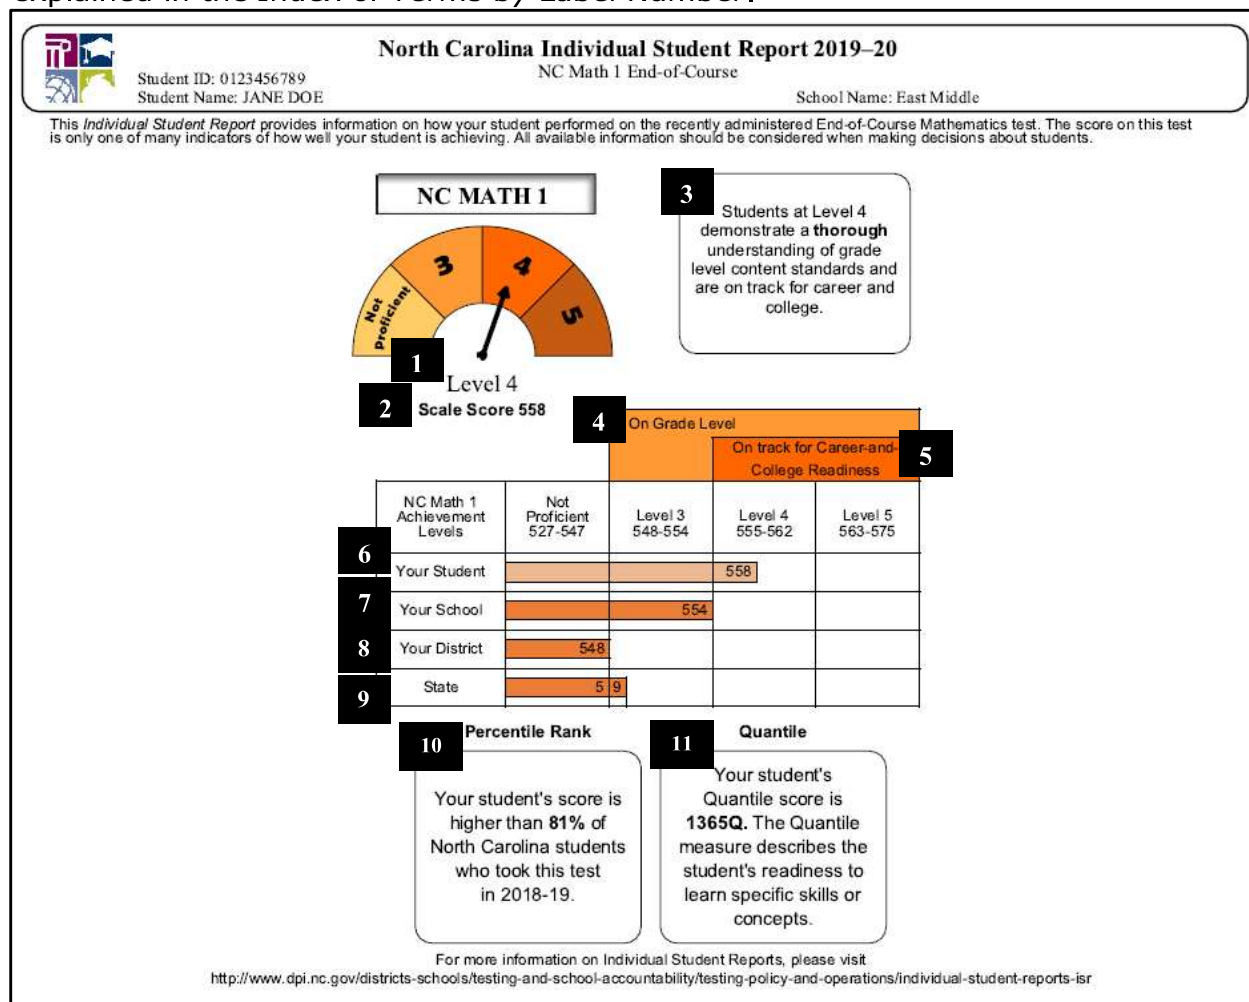 North Carolina Individual Student Report 2019–20
NC Math 1 End-of-Course
Student ID: 0123456789
Student Name: JANE DOE
School Name: East Middle
This Individual Student Report provides information on how your student performed on the recently administered End-of-Course Mathematics test. The score on this test
is only one of many indicators of how well your student is achieving. All available information should be considered when making decisions about students.
NC MATH 1
Not Proficient
3
4
5
1
Level 4
2
Scale Score 558
3
Students at Level 4
demonstrate a thorough
understanding of grade
level content standards and
are on track for career and
college.
4
On Grade Level
On track for Career-and-
College Readiness
5
NC Math 1
Achievement
Levels
Not
Proficient
527-547
Level 3
548-554
Level 4
555-562
Level 5
563-575
6
Your Student
558
7
Your School
554
8
Your District
548
9
State
5 9
10
Percentile Rank
Your student's score is
higher than 81% of
North Carolina students
who took this test
in 2018-19.
11
Quantile
Your student's
Quantile score is
1365Q. The Quantile
measure describes the
student's readiness to
learn specific skills or
concepts.
For more information on Individual Student Reports, please visit
http://www.dpi.nc.gov/districts-schools/testing-and-school-accountability/testing-policy-and-operations/individual-student-reports-isr